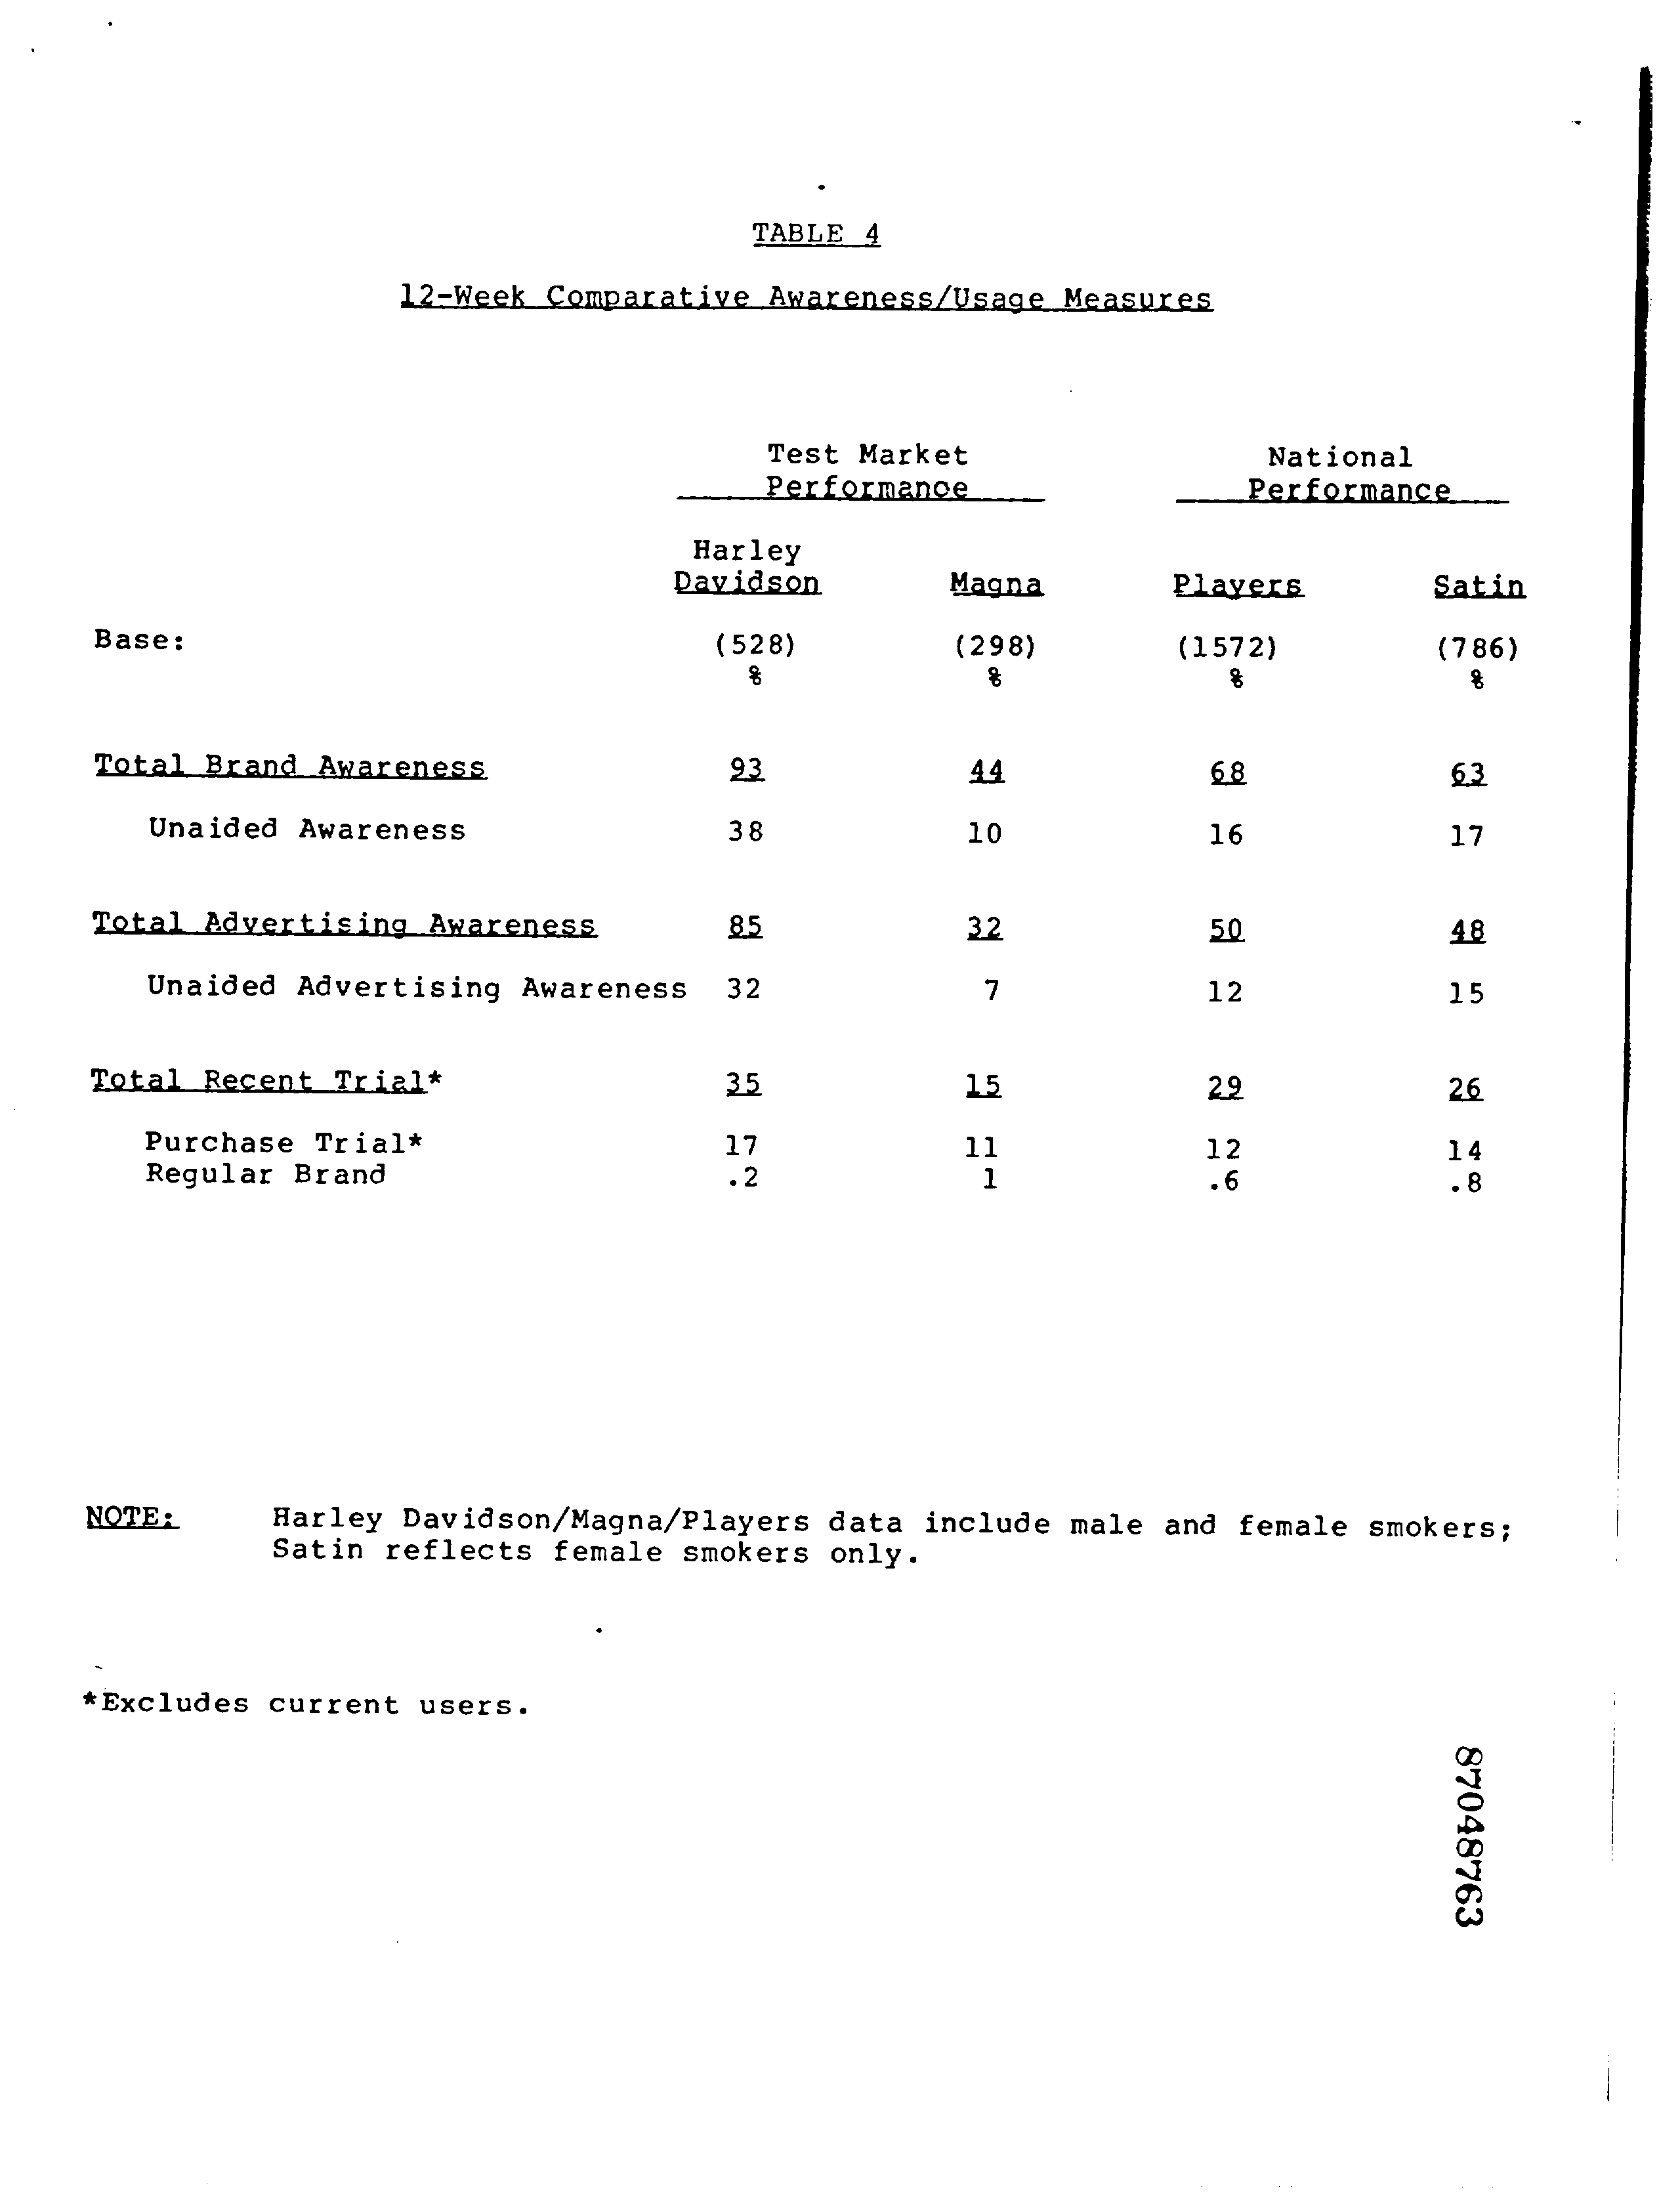 TABLE 4
12-Week Comparative Awareness/Usage Measures
Test Market National
Performance Performance
Harley
Davidson Magna Players Satin
Base: (528) (298) (1572) (786)
% % % %
Total Brand Awareness 93 44 68 63
Unaided Awareness 38 10 16 17
Total Advertising Awareness 85 32 50 48
Unaided Advertising Awareness 32 7 12 15
Total Recent Trial* 35 15 29 26
Purchase Trial* 17 11 12 14
Regular Brand .2 1 .6 .8
NOTE: Harley Davidson/Magna/Players data include male and female smokers;
Satin reflects female smokers only.
*Excludes current users.
87048763